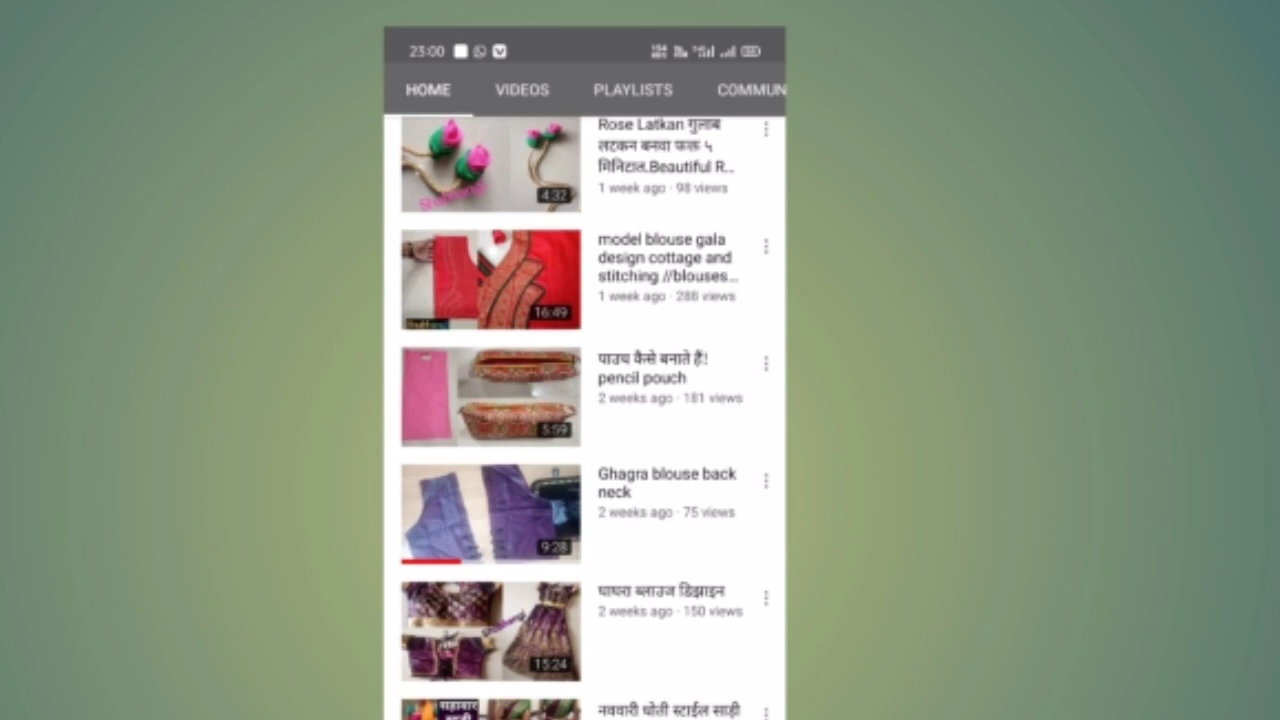 23:00
HOME VIDEOS PLAYLISTS COMMUN
Rose Latkan गुलाब
लटकन बनवा फक्त ५
मिनिटात.Beautiful R...
1 week ago · 98 views
4:32
model blouse gala
design cottage and
stitching //blouses...
1 week ago · 288 views
16:49
पाउच कैसे बनाते हैं!
pencil pouch
2 weeks ago · 181 views
5:59
Ghagra blouse back
neck
2 weeks ago · 75 views
9:28
घाघरा ब्लाउज डिझाइन
2 weeks ago · 150 views
15:24
नववारी धोती स्टाईल साडी